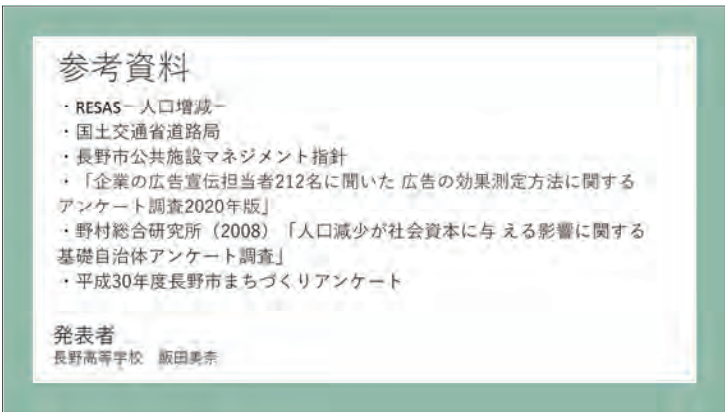 参考資料
・RESAS－人口増減－
・国土交通省道路局
・長野市公共施設マネジメント指針
・「企業の広告宣伝担当者212名に聞いた 広告の効果測定方法に関する
アンケート調査2020年版」
・野村総合研究所（2008）「人口減少が社会資本に与 える影響に関する
基礎自治体アンケート調査」
・平成30年度長野市まちづくりアンケート
発表者
長野高等学校　飯田美奈